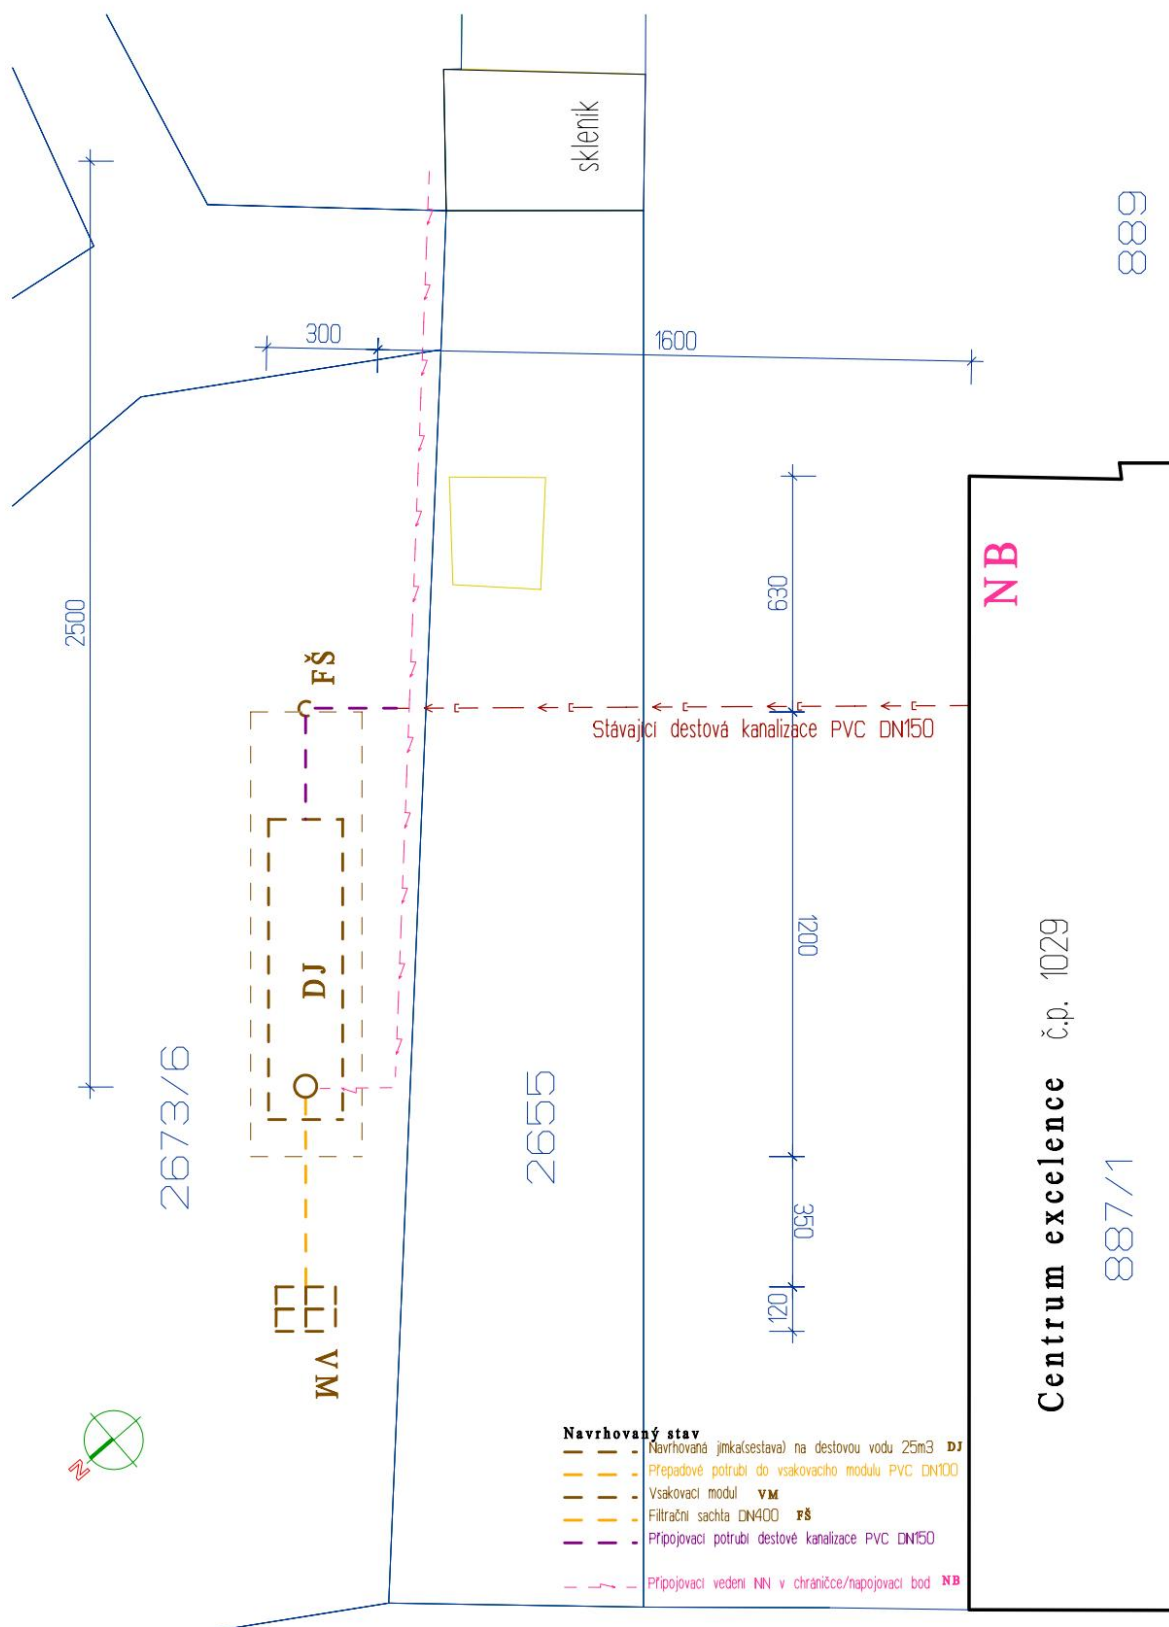 skleník
889
300
1600
2500
630
NB
FŠ
Stávající destová kanalizace PVC DN150
1200
DJ
Centrum excelence č.p. 1029
2673/6
2655
887/1
350
120
VM
N
Navrhovaný stav
Navrhovaná jímka(sestava) na destovou vodu 25m3 DJ
Přepadové potrubí do vsakovacího modulu PVC DN100
Vsakovací modul VM
Filtrační sachta DN400 FŠ
Připojovací potrubí destové kanalizace PVC DN150
Připojovací vedení NN v chráničce/napojovací bod NB